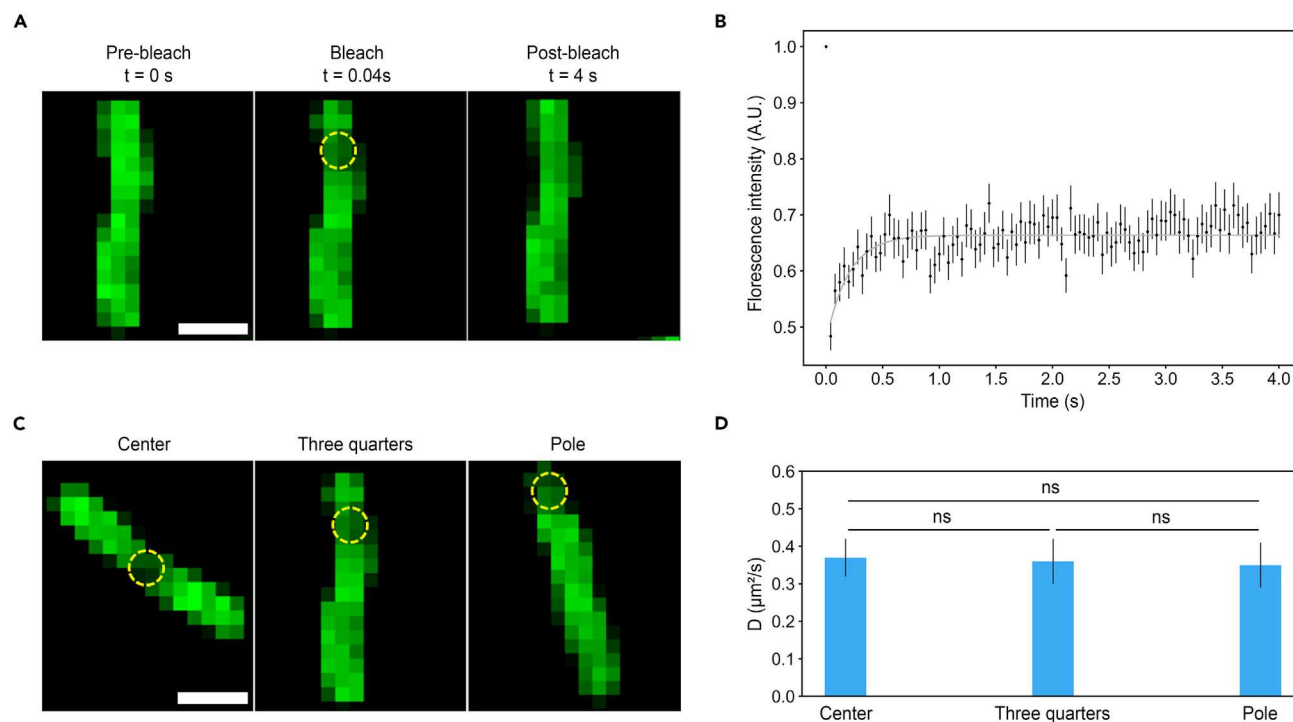 A
Pre-bleach
t = 0 s
Bleach
t = 0.04s
Post-bleach
t = 4 s
B
Florescence intensity (A.U.)
1.0
0.9
0.8
0.7
0.6
0.5
0.0 0.5 1.0 1.5 2.0 2.5 3.0 3.5 4.0
Time (s)
C
Center
Three quarters
Pole
D
D (μm²/s)
0.6
0.5
0.4
0.3
0.2
0.1
0.0
ns
ns ns
Center Three quarters Pole